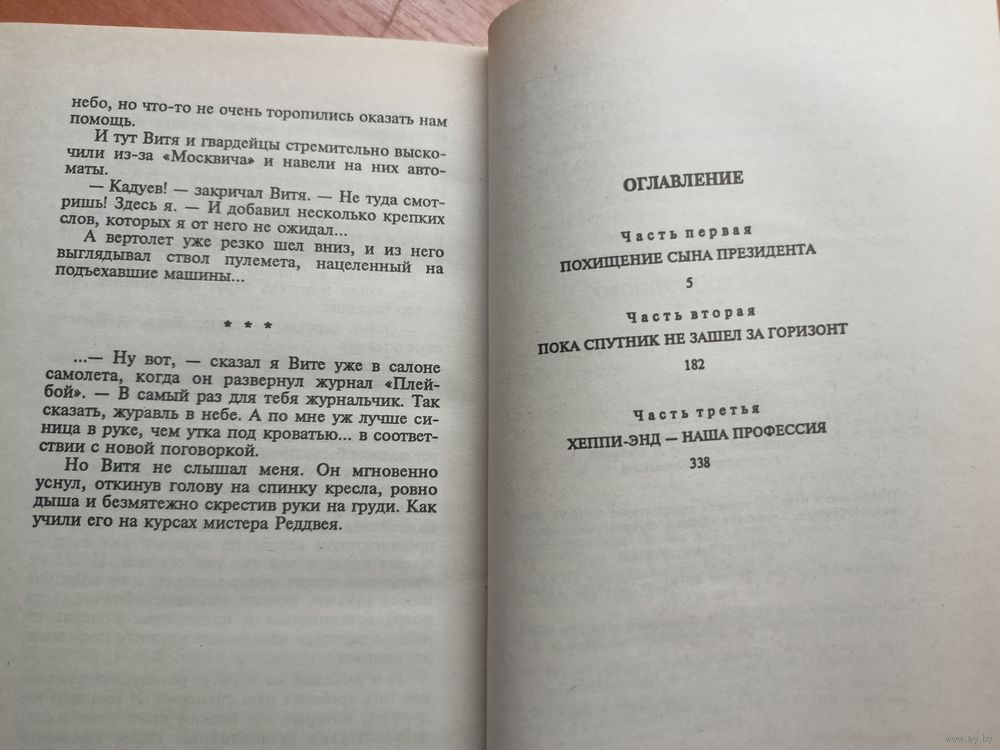 небо, но что-то не очень торопились оказать нам
помощь.
И тут Витя и гвардейцы стремительно выско-
чили из-за «Москвича» и навели на них авто-
маты.
— Кадуев! — закричал Витя. — Не туда смот-
ришь! Здесь я. — И добавил несколько крепких
слов, которых я от него не ожидал...
А вертолет уже резко шел вниз, и из него
выглядывал ствол пулемета, нацеленный на
подъехавшие машины...
* * *
...— Ну вот, — сказал я Вите уже в салоне
самолета, когда он развернул журнал «Плей-
бой». — В самый раз для тебя журнальчик. Так
сказать, журавль в небе. А по мне уж лучше си-
ница в руке, чем утка под кроватью... в соответ-
ствии с новой поговоркой.
Но Витя не слышал меня. Он мгновенно
уснул, откинув голову на спинку кресла, ровно
дыша и безмятежно скрестив руки на груди. Как
учили его на курсах мистера Реддвея.
ОГЛАВЛЕНИЕ
Часть первая
ПОХИЩЕНИЕ СЫНА ПРЕЗИДЕНТА
5
Часть вторая
ПОКА СПУТНИК НЕ ЗАШЕЛ ЗА ГОРИЗОНТ
182
Часть третья
ХЕППИ-ЭНД — НАША ПРОФЕССИЯ
338
www.ay.by